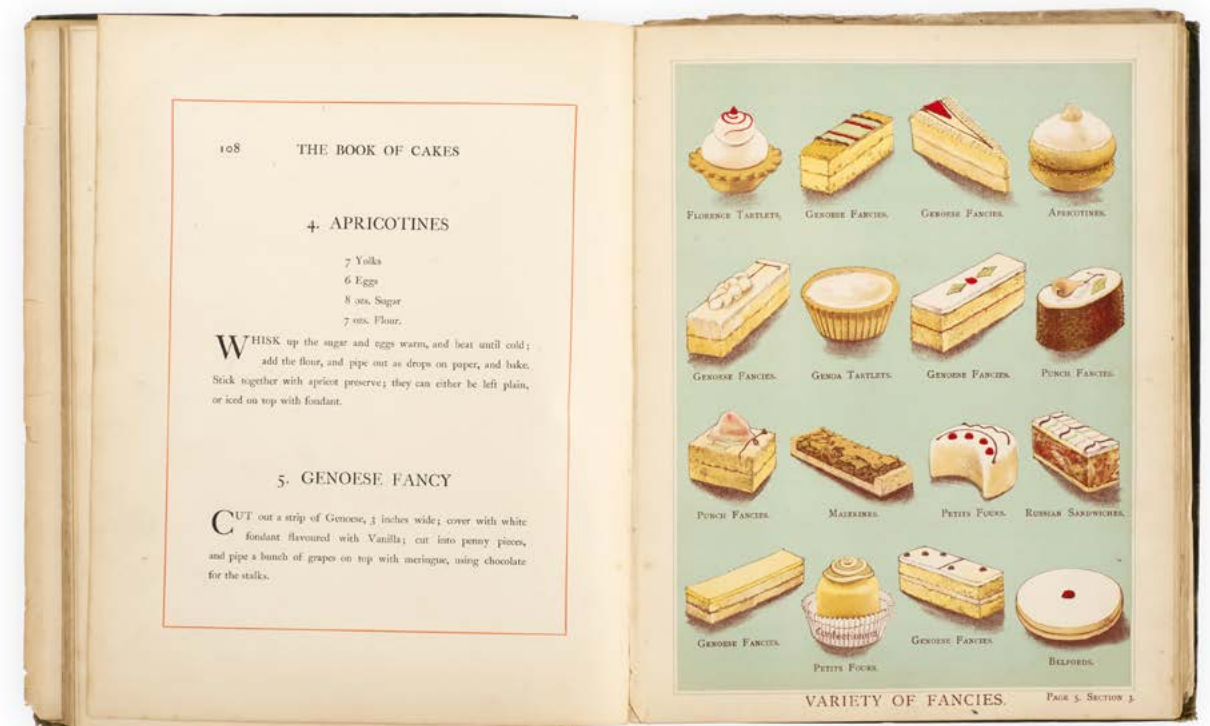 108 THE BOOK OF CAKES
4. APRICOTINES
7 Yolks
6 Eggs
8 ozs. Sugar
7 ozs. Flour.
WHISK up the sugar and eggs warm, and beat until cold;
add the flour, and pipe out as drops on paper, and bake.
Stick together with apricot preserve; they can either be left plain,
or iced on top with fondant.
5. GENOESE FANCY
CUT out a strip of Genoese, 3 inches wide; cover with white
fondant flavoured with Vanilla; cut into penny pieces,
and pipe a bunch of grapes on top with meringue, using chocolate
for the stalks.
FLORENCE TARTLETS. GENOESE FANCIES. GENOESE FANCIES. APRICOTINES.
GENOESE FANCIES. GENOA TARTLETS. GENOESE FANCIES. PUNCH FANCIES.
PUNCH FANCIES. PETITS FOURS. RUSSIAN SANDWICHES.
Confectionery
GENOESE FANCIES. PETITS FOURS. GENOESE FANCIES. BELFORDS.
VARIETY OF FANCIES. PAGE 5. SECTION 3.